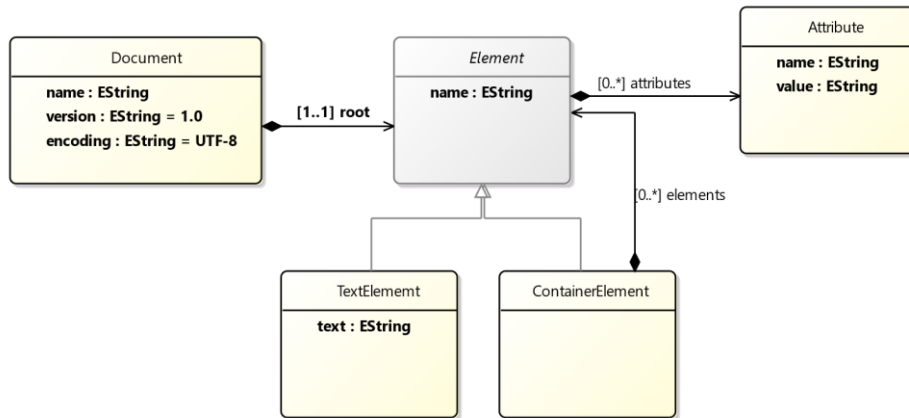 Document
name : EString
version : EString = 1.0
encoding : EString = UTF-8
[1..1] root
Element
name : EString
[0..*] attributes
Attribute
name : EString
value : EString
[0..*] elements
TextElememt
text : EString
ContainerElement